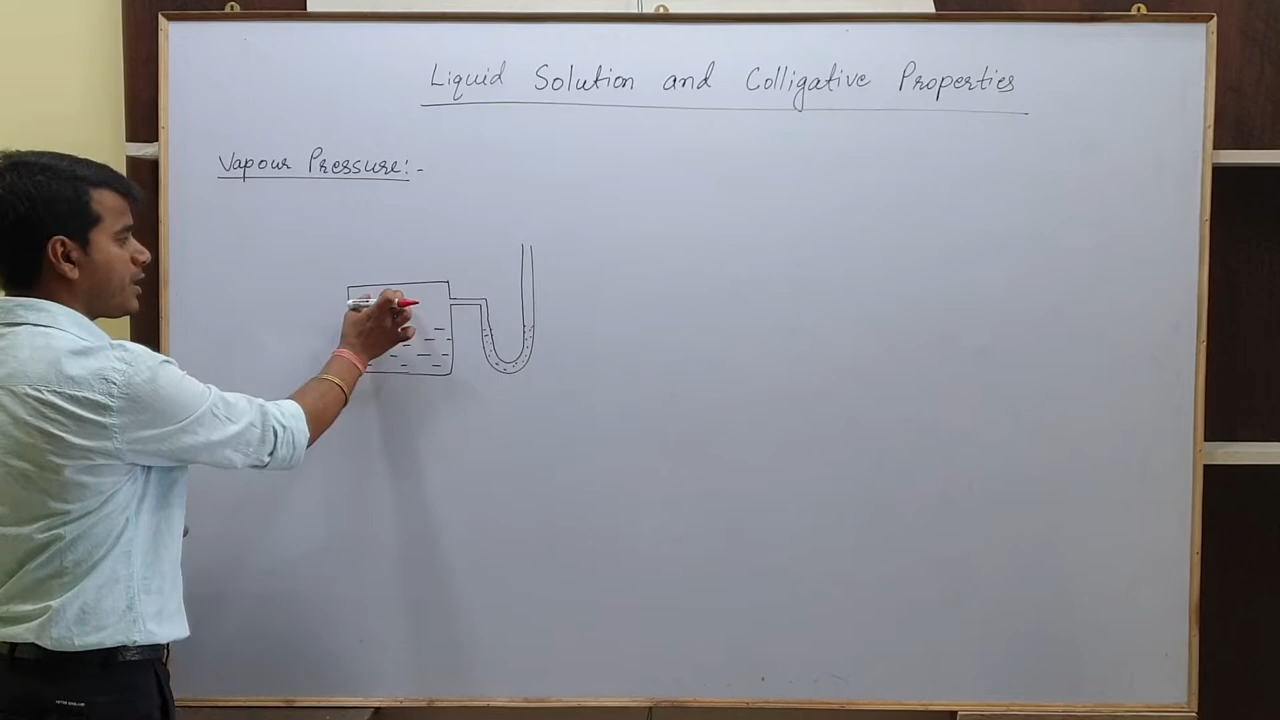 Liquid Solution and Colligative Properties
Vapour Pressure:-